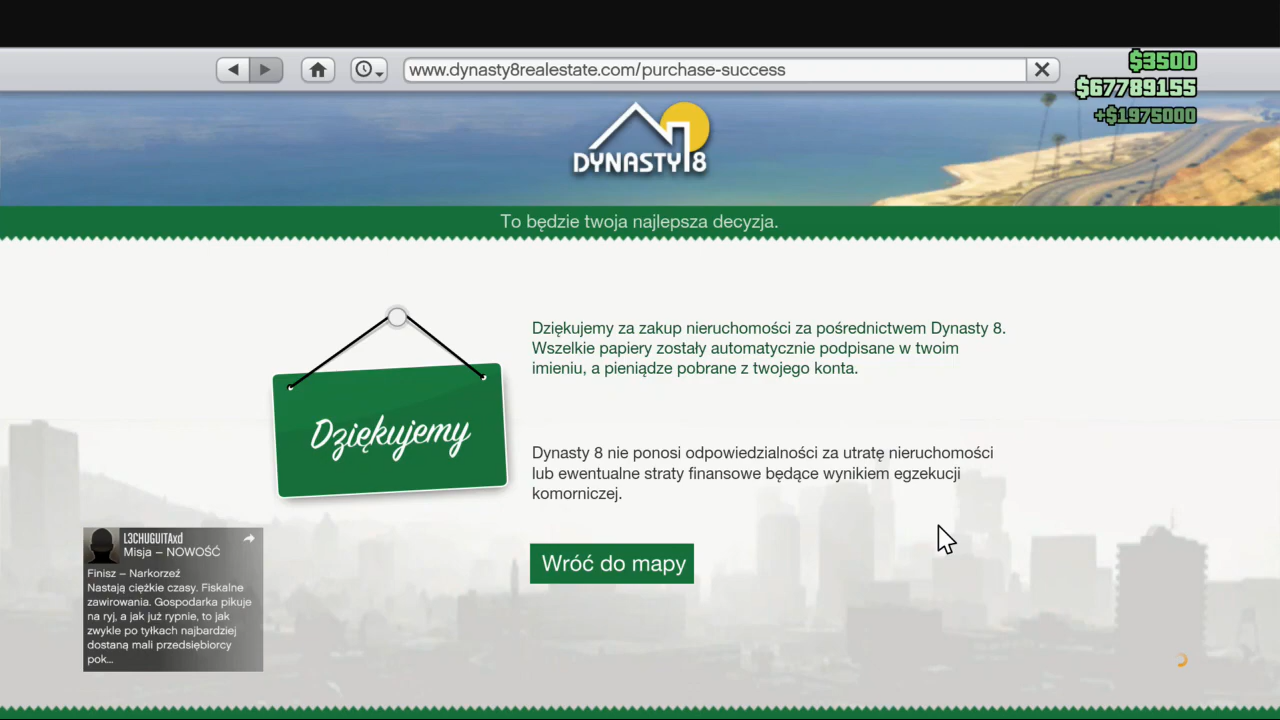 www.dynasty8realestate.com/purchase-success
$3500
$67789155
+$1975000
DYNASTY 8
To będzie twoja najlepsza decyzja.
Dziękujemy za zakup nieruchomości za pośrednictwem Dynasty 8.
Wszelkie papiery zostały automatycznie podpisane w twoim
imieniu, a pieniądze pobrane z twojego konta.
Dziękujemy
Dynasty 8 nie ponosi odpowiedzialności za utratę nieruchomości
lub ewentualne straty finansowe będące wynikiem egzekucji
komorniczej.
Wróć do mapy
L3CHUGUITAxd
Misja – NOWOŚĆ
Finisz – Narkorzeź
Nastają ciężkie czasy. Fiskalne
zawirowania. Gospodarka pikuje
na ryj, a jak już rypnie, to jak
zwykle po tyłkach najbardziej
dostaną mali przedsiębiorcy
pok...